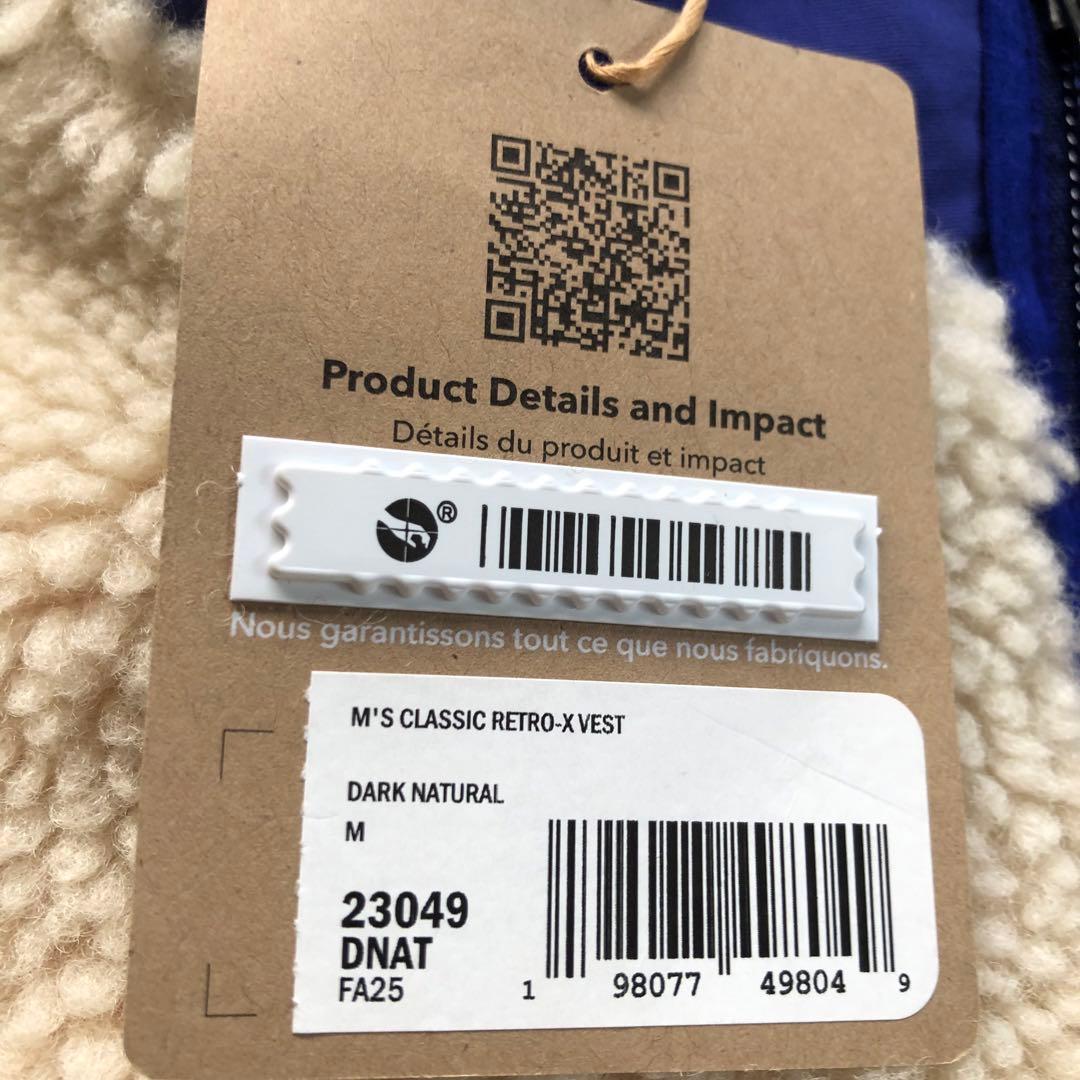 Product Details and Impact
Détails du produit et impact
®
Nous garantissons tout ce que nous fabriquons.
M'S CLASSIC RETRO-X VEST
DARK NATURAL
M
23049
DNAT
FA25
1 98077 49804 9